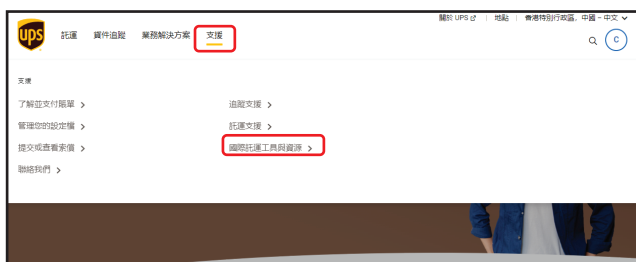 關於 UPS | 地點 | 香港特別行政區, 中國 - 中文
ups 託運 貨件追蹤 業務解決方案 支援
C
支援
了解並支付賬單 追蹤支援
管理您的設定檔 託運支援
提交或查看索償 國際託運工具與資源
聯絡我們